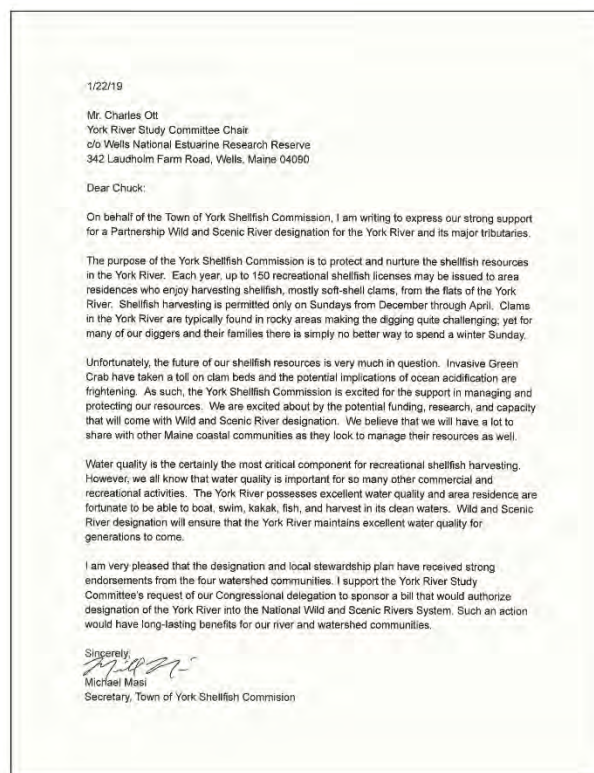 1/22/19
Mr. Charles Ott
York River Study Committee Chair
c/o Wells National Estuarine Research Reserve
342 Laudholm Farm Road, Wells, Maine 04090
Dear Chuck:
On behalf of the Town of York Shellfish Commission, I am writing to express our strong support
for a Partnership Wild and Scenic River designation for the York River and its major tributaries.
The purpose of the York Shellfish Commission is to protect and nurture the shellfish resources
in the York River. Each year, up to 150 recreational shellfish licenses may be issued to area
residences who enjoy harvesting shellfish, mostly soft-shell clams, from the flats of the York
River. Shellfish harvesting is permitted only on Sundays from December through April. Clams
in the York River are typically found in rocky areas making the digging quite challenging; yet for
many of our diggers and their families there is simply no better way to spend a winter Sunday.
Unfortunately, the future of our shellfish resources is very much in question. Invasive Green
Crab have taken a toll on clam beds and the potential implications of ocean acidification are
frightening. As such, the York Shellfish Commission is excited for the support in managing and
protecting our resources. We are excited about by the potential funding, research, and capacity
that will come with Wild and Scenic River designation. We believe that we will have a lot to
share with other Maine coastal communities as they look to manage their resources as well.
Water quality is the certainly the most critical component for recreational shellfish harvesting.
However, we all know that water quality is important for so many other commercial and
recreational activities. The York River possesses excellent water quality and area residence are
fortunate to be able to boat, swim, kakak, fish, and harvest in its clean waters. Wild and Scenic
River designation will ensure that the York River maintains excellent water quality for
generations to come.
I am very pleased that the designation and local stewardship plan have received strong
endorsements from the four watershed communities. I support the York River Study
Committee's request of our Congressional delegation to sponsor a bill that would authorize
designation of the York River into the National Wild and Scenic Rivers System. Such an action
would have long-lasting benefits for our river and watershed communities.
Sincerely,
Michael Masi
Secretary, Town of York Shellfish Commision